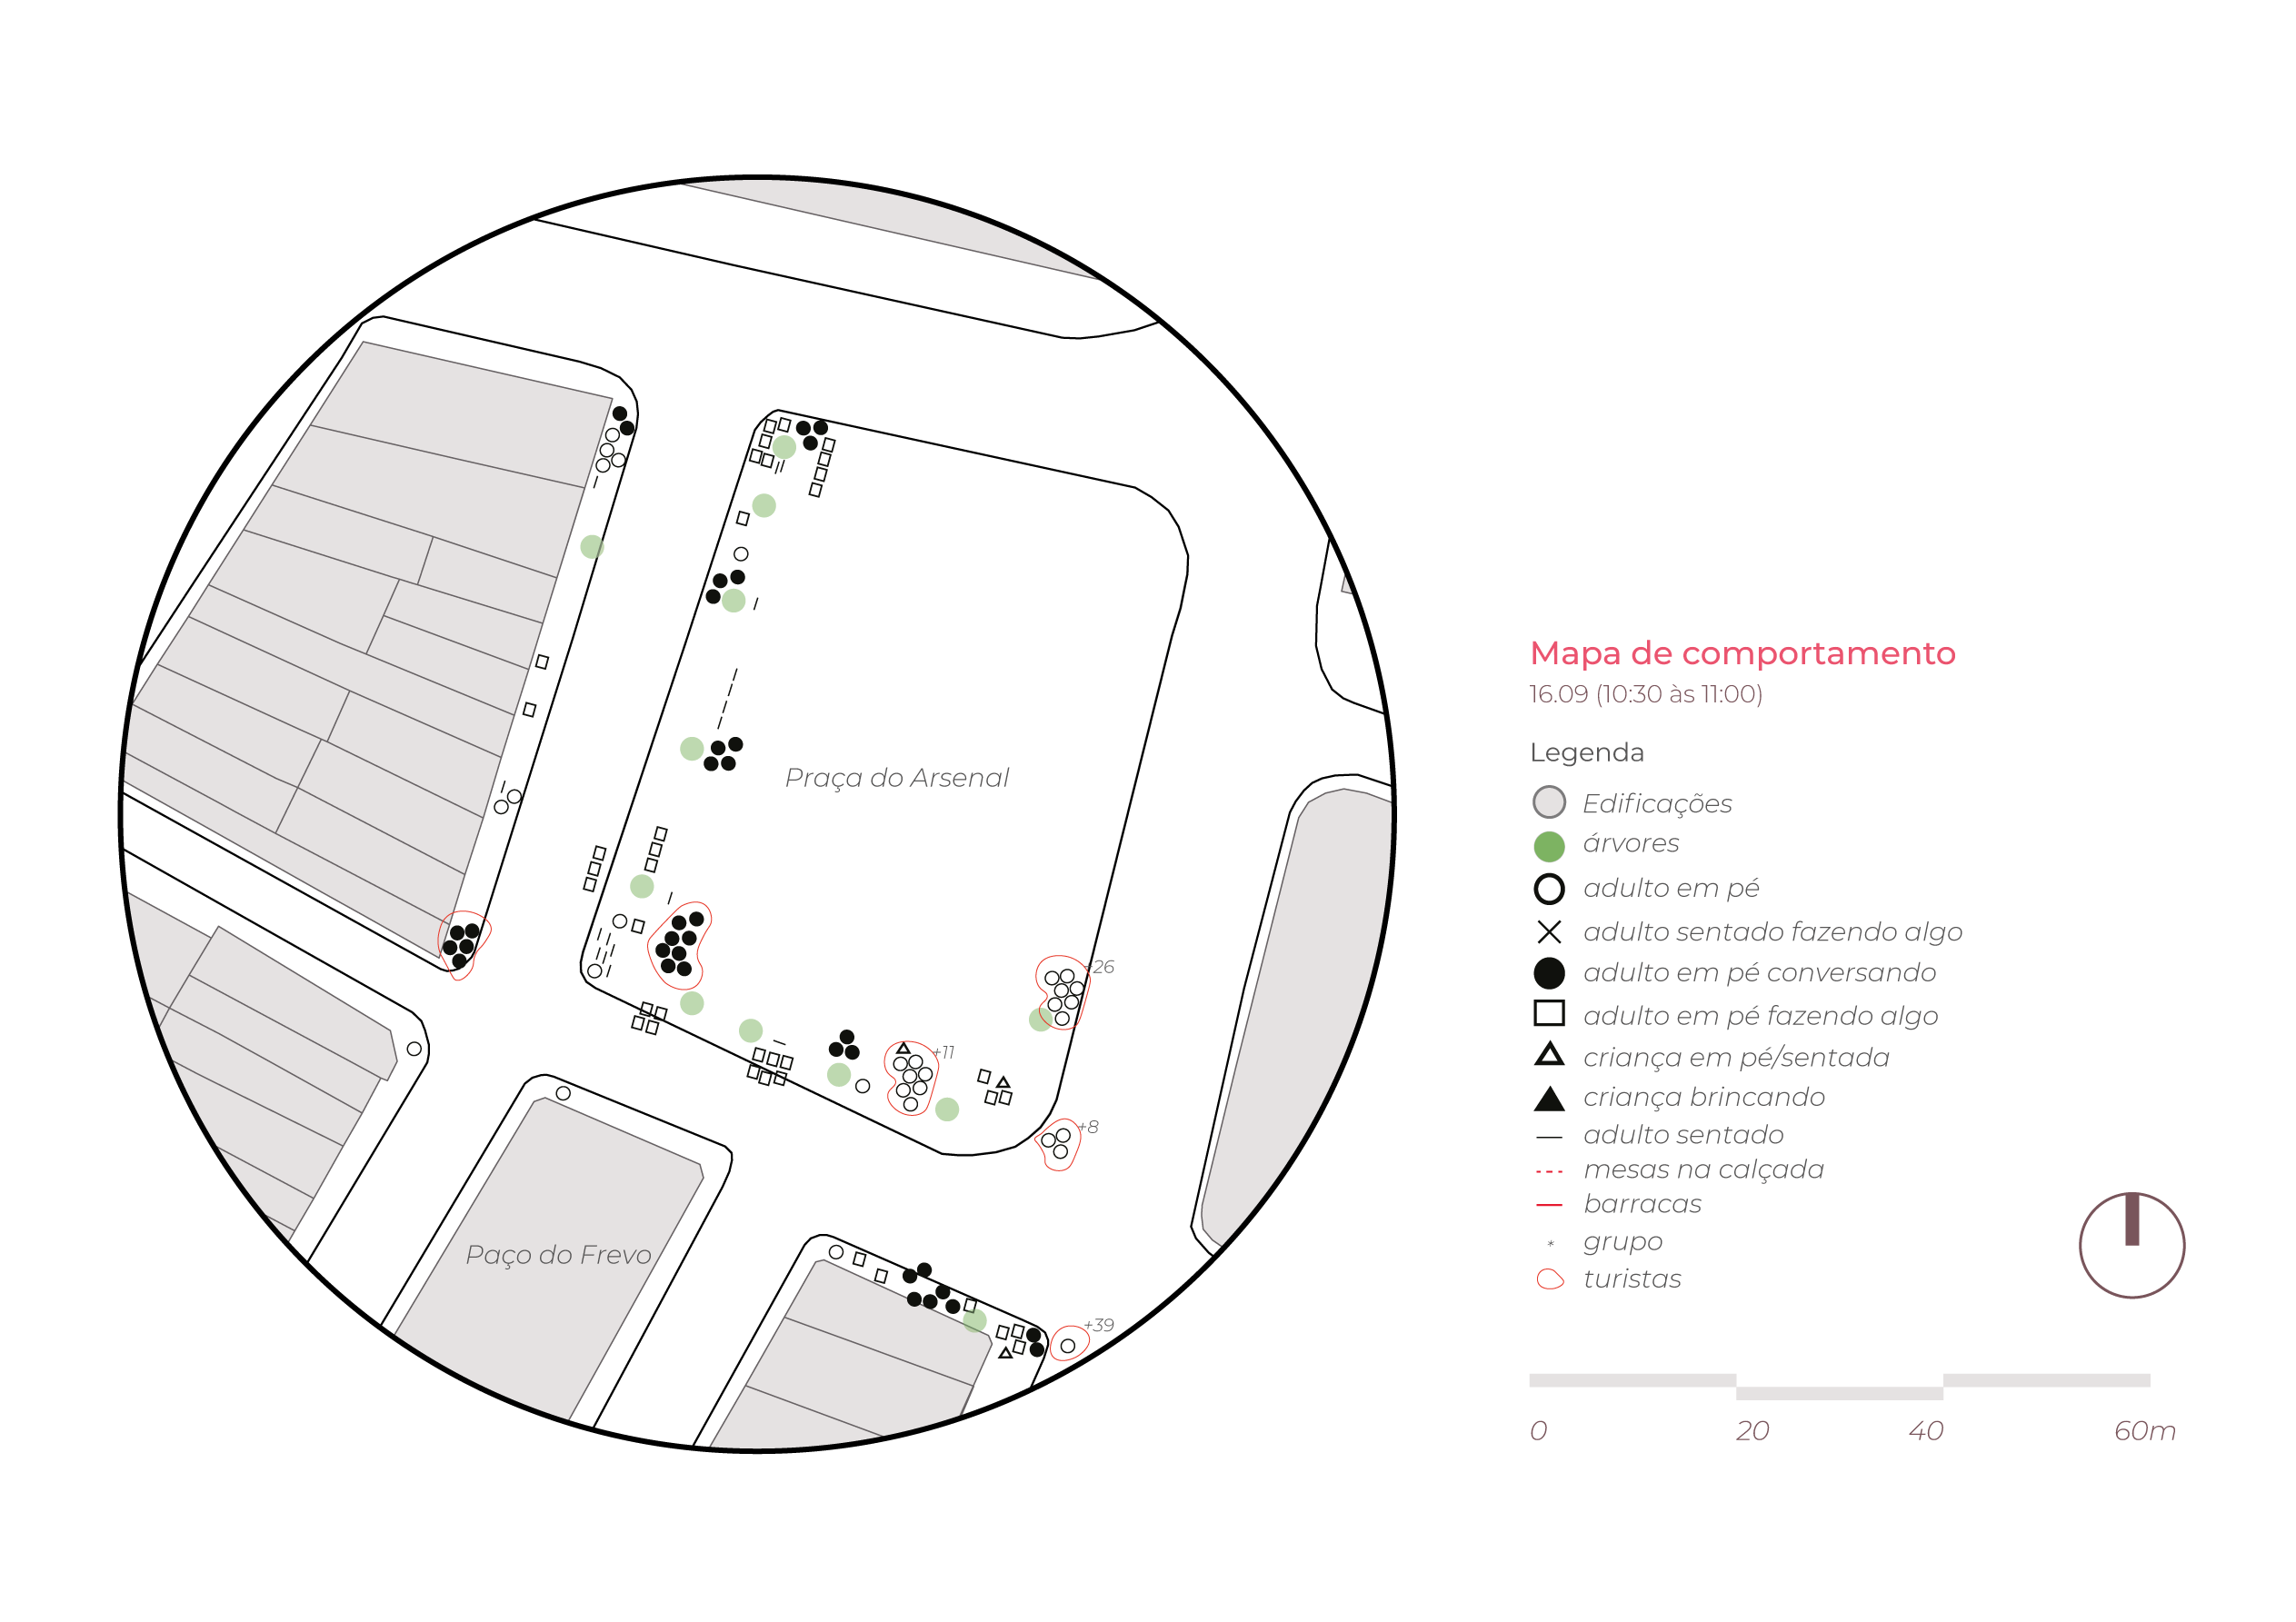 Praça do Arsenal
+26
+11
+8
Paço do Frevo
+39
Mapa de comportamento
16.09 (10:30 às 11:00)
Legenda
Edificações
árvores
adulto em pé
adulto sentado fazendo algo
adulto em pé conversando
adulto em pé fazendo algo
criança em pé/sentada
criança brincando
adulto sentado
mesas na calçada
barracas
* grupo
turistas
0 20 40 60m